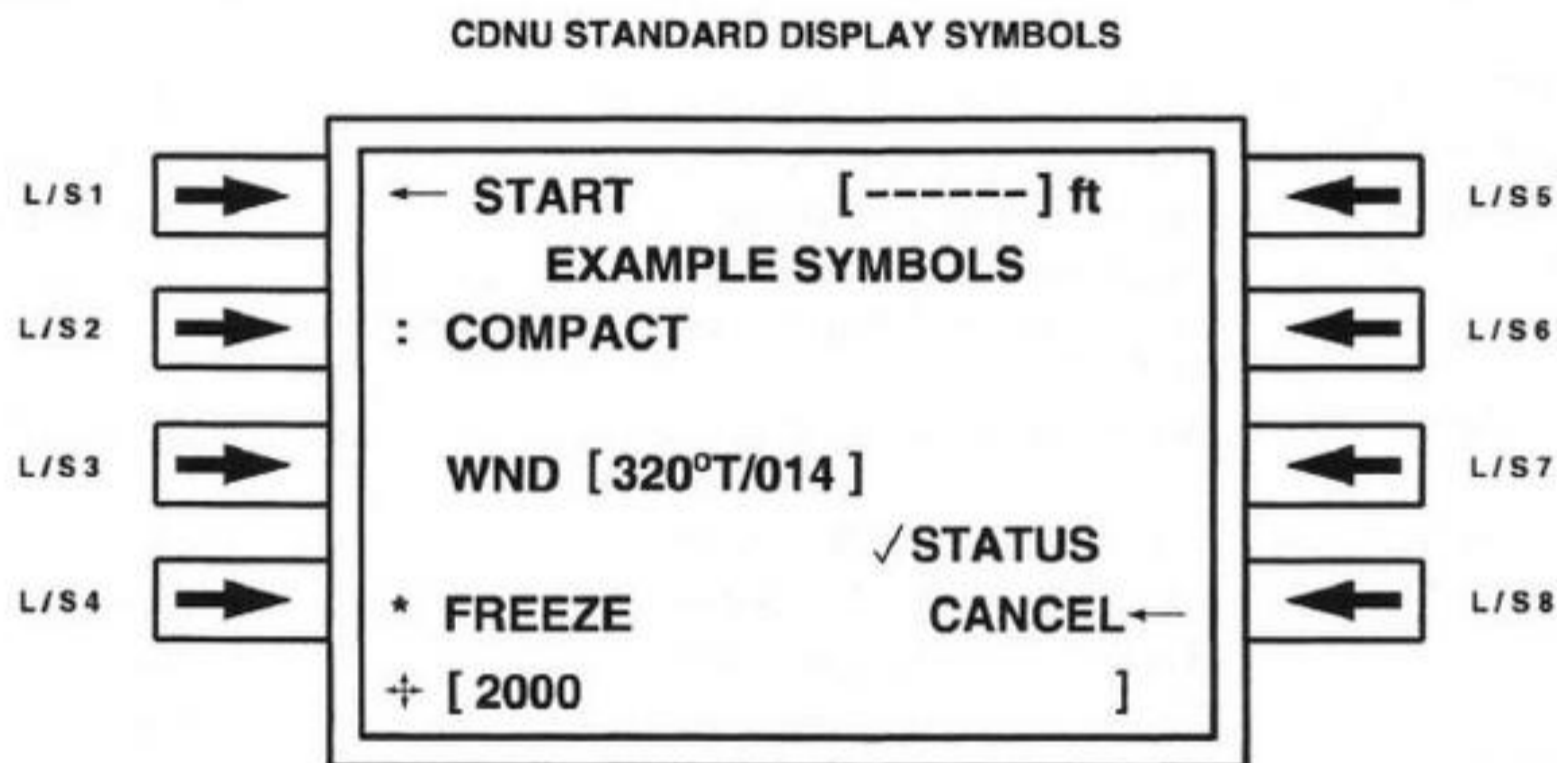 CDNU STANDARD DISPLAY SYMBOLS
L/S1 ← START [------] ft L/S5
EXAMPLE SYMBOLS
L/S2 : COMPACT L/S6
L/S3 WND [320°T/014] L/S7
√STATUS
L/S4 * FREEZE CANCEL← L/S8
[2000 ]